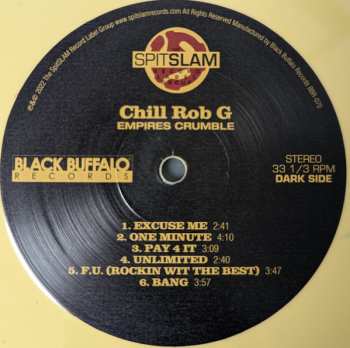 www.spitslamrecords.com All Rights Reserved
Manufactured by Black Buffalo Records BBR-070
℗&© 2022 The SpitSLAM Record Label Group
SPITSLAM
Chill Rob G
EMPIRES CRUMBLE
BLACK BUFFALO
RECORDS
STEREO
33 1/3 RPM
DARK SIDE
1. EXCUSE ME 2:41
2. ONE MINUTE 4:10
3. PAY 4 IT 3:09
4. UNLIMITED 2:40
5. F.U. (ROCKIN WIT THE BEST) 3:47
6. BANG 3:57